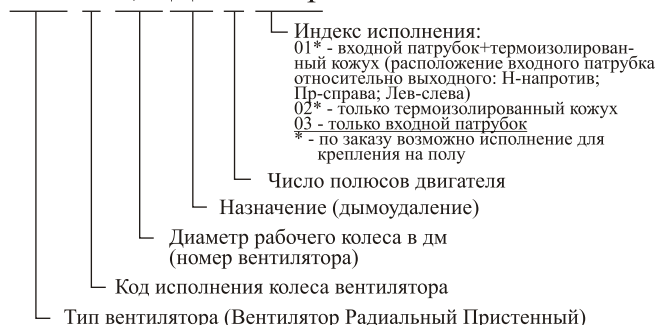 Индекс исполнения:
01* - входной патрубок+термоизолирован-
ный кожух (расположение входного патрубка
относительно выходного: Н-напротив;
Пр-справа; Лев-слева)
02* - только термоизолированный кожух
03 - только входной патрубок
* - по заказу возможно исполнение для
крепления на полу
Число полюсов двигателя
Назначение (дымоудаление)
Диаметр рабочего колеса в дм
(номер вентилятора)
Код исполнения колеса вентилятора
Тип вентилятора (Вентилятор Радиальный Пристенный)